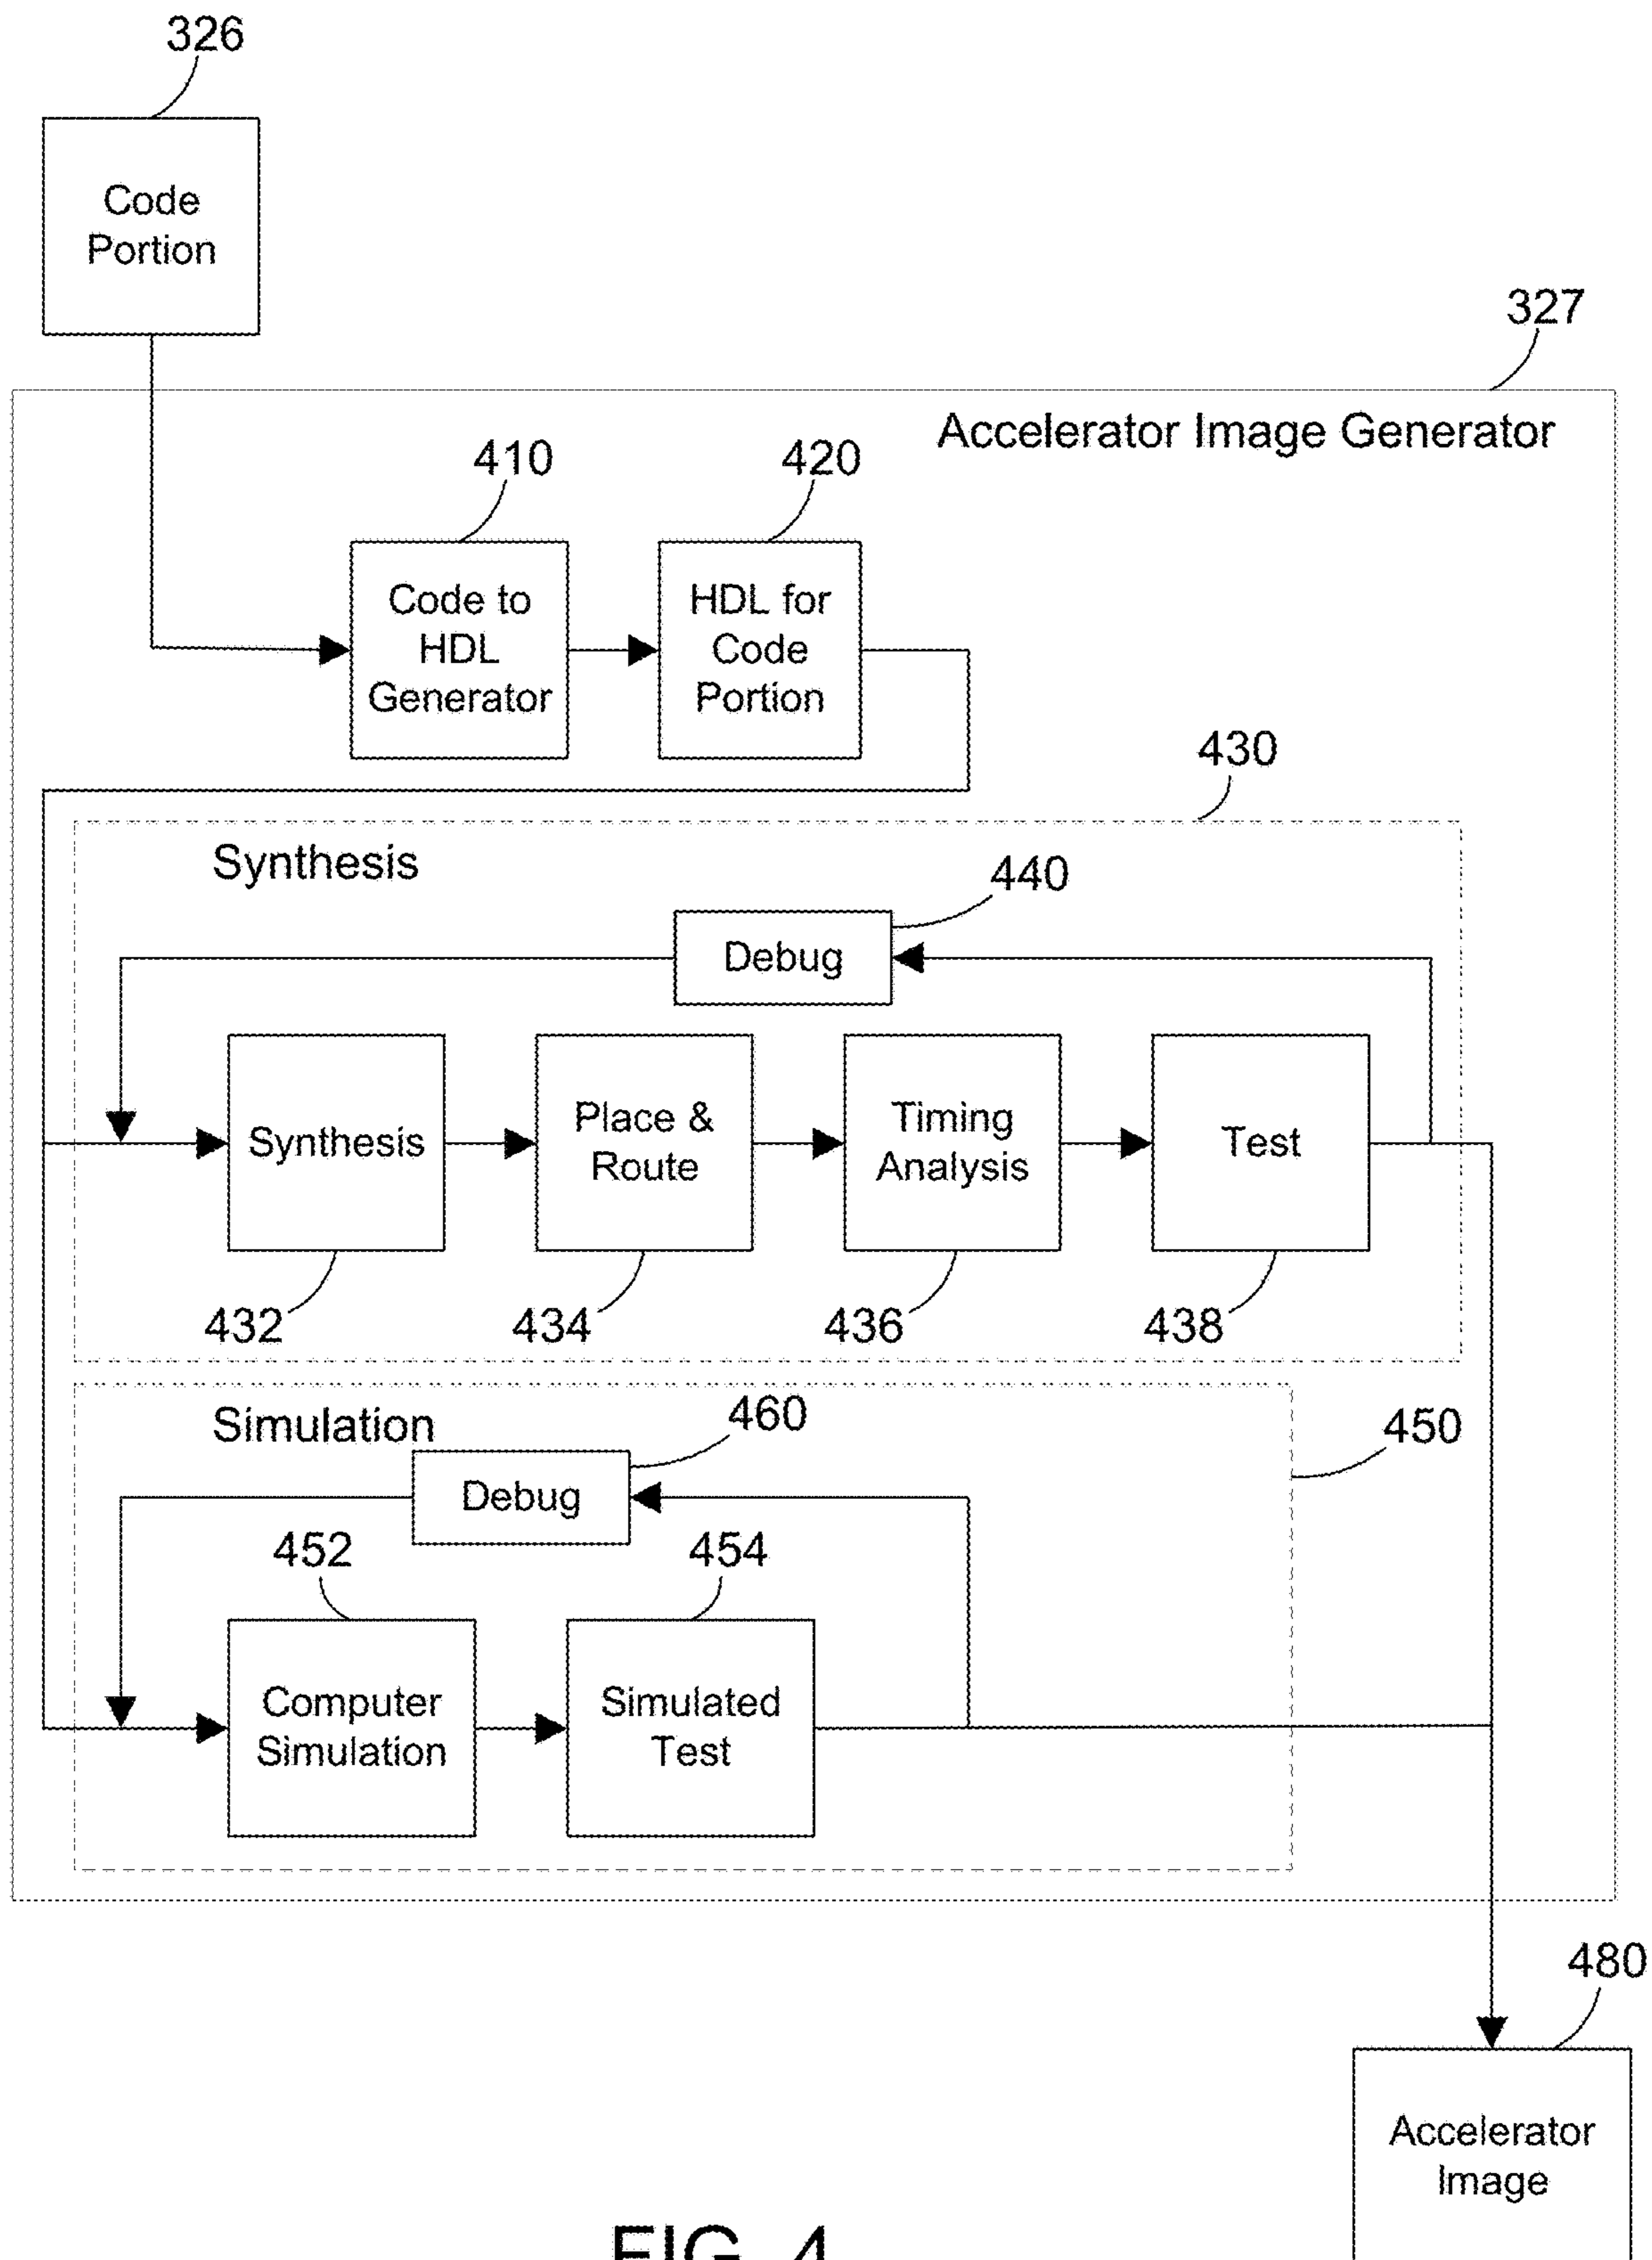 326
Code
Portion
327
Accelerator Image Generator
410
420
Code to
HDL
Generator
HDL for
Code
Portion
430
Synthesis
440
Debug
Synthesis
Place &
Route
Timing
Analysis
Test
432
434
436
438
Simulation
460
450
Debug
452
454
Computer
Simulation
Simulated
Test
480
Accelerator
Image
FIG. 4